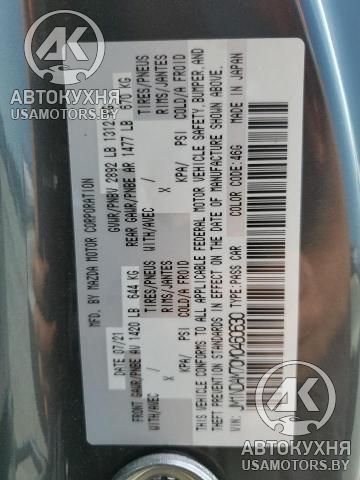 АК
АВТОКУХНЯ
USAMOTORS.BY
MFD. BY MAZDA MOTOR CORPORATION
DATE: 07/21
GVWR/PNBV 2892 LB (1312
GAWR/PNBE AV 1420 LB 644 KG
REAR GAWR/PNBE AR 1477 LB 670 KG
TIRES/PNEUS
TIRES/PNEUS
WITH/AVEC X RIMS/JANTES
WITH/AVEC X RIMS/JANTES
KPA/ PSI COLD/A FROID
KPA/ PSI COLD/A FROID
THIS VEHICLE CONFORMS TO ALL APPLICABLE FEDERAL MOTOR VEHICLE SAFETY, BUMPER, AND
THEFT PREVENTION STANDARDS IN EFFECT ON THE DATE OF MANUFACTURE SHOWN ABOVE.
MADE IN JAPAN
VIN: TYPE:PASS CAR
COLOR CODE:46G
АК
АВТОКУХНЯ
USAMOTORS.BY